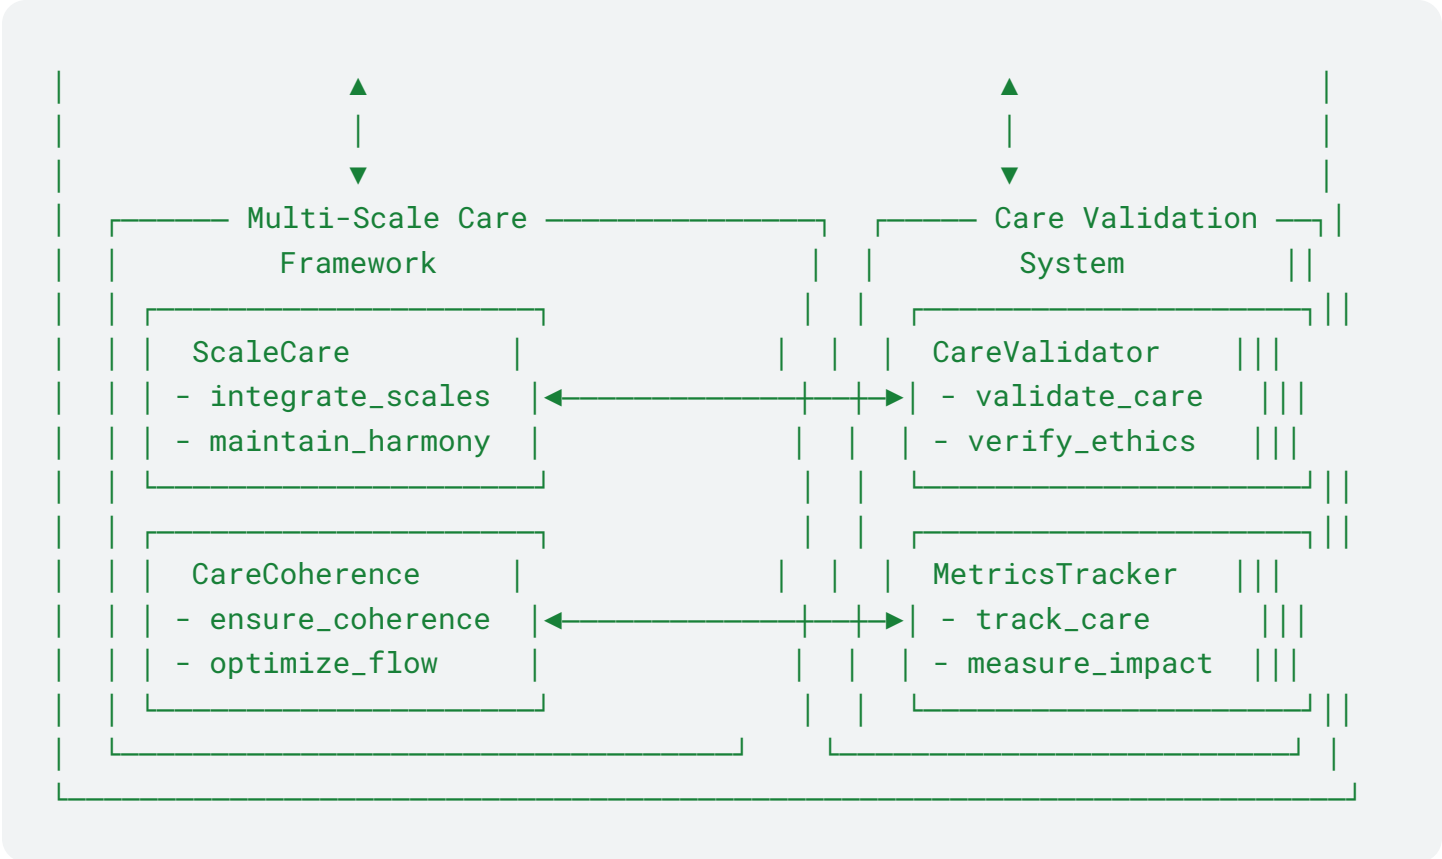 Multi-Scale Care Care Validation
Framework System
ScaleCare CareValidator
- integrate_scales - validate_care
- maintain_harmony - verify_ethics
CareCoherence MetricsTracker
- ensure_coherence - track_care
- optimize_flow - measure_impact